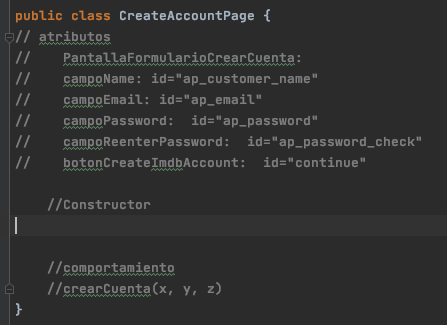 public class CreateAccountPage {
// atributos
//    PantallaFormularioCrearCuenta:
//    campoName: id="ap_customer_name"
//    campoEmail: id="ap_email"
//    campoPassword:  id="ap_password"
//    campoReenterPassword:  id="ap_password_check"
//    botonCreateImdbAccount:  id="continue"
//Constructor
//comportamiento
//crearCuenta(x, y, z)
}